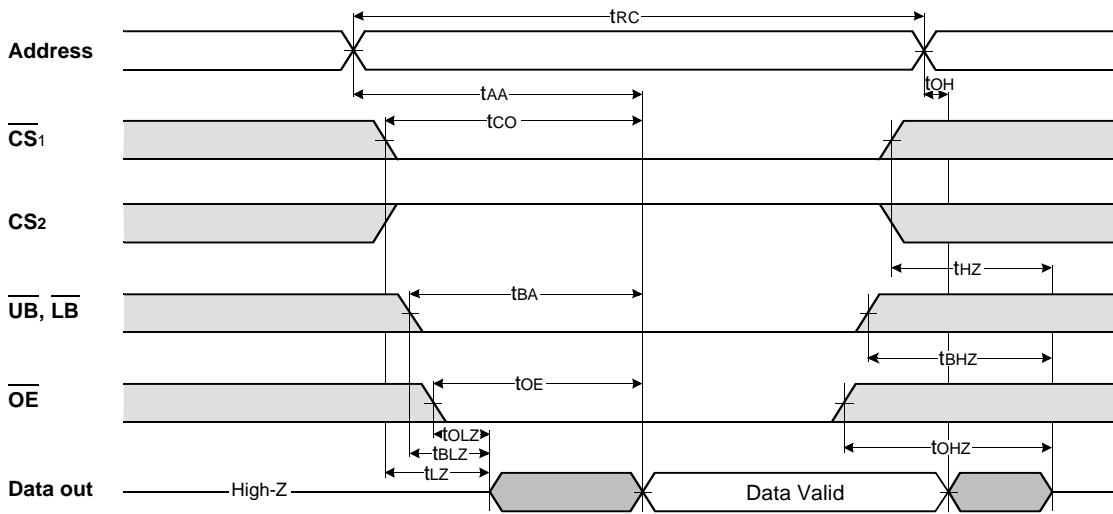 tRC
Address
tOH
tAA
tCO
CS1
CS2
tHZ
tBA
UB, LB
tBHZ
tOE
OE
tOLZ
tBLZ
tOHZ
tLZ
Data out
High-Z
Data Valid